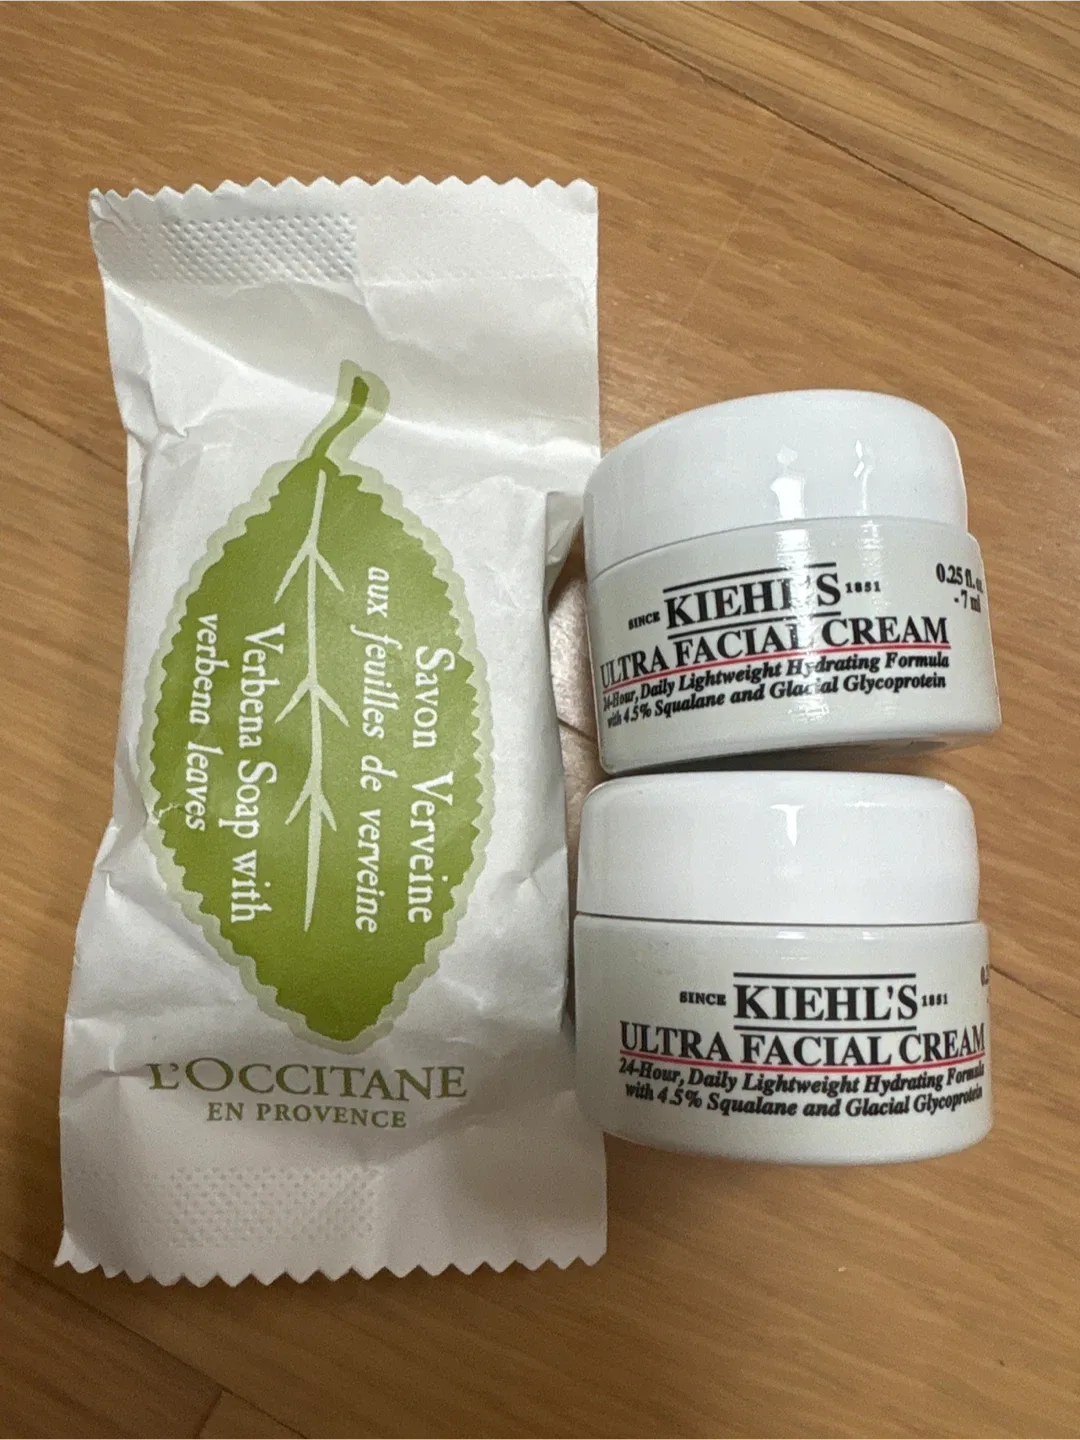 Savon Verveine
aux feuilles de verveine
Verbena Soap with
verbena leaves
L'OCCITANE
EN PROVENCE
SINCE KIEHL'S 1851
0.25 fl. oz.
- 7 ml
ULTRA FACIAL CREAM
24-Hour, Daily Lightweight Hydrating Formula
with 4.5% Squalane and Glacial Glycoprotein
SINCE KIEHL'S 1851
ULTRA FACIAL CREAM
24-Hour, Daily Lightweight Hydrating Formula
with 4.5% Squalane and Glacial Glycoprotein